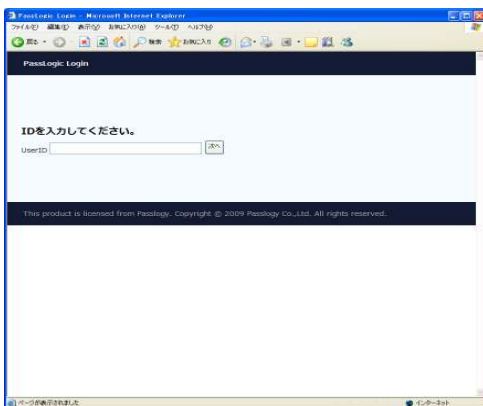 PassLogic Login - Microsoft Internet Explorer
ファイル(F) 編集(E) 表示(V) お気に入り(A) ツール(T) ヘルプ(H)
戻る 検索 お気に入り
PassLogic Login
IDを入力してください。
UserID 次へ
This product is licensed from Passlogy. Copyright © 2009 Passlogy Co.,Ltd. All rights reserved.
ページが表示されました インターネット